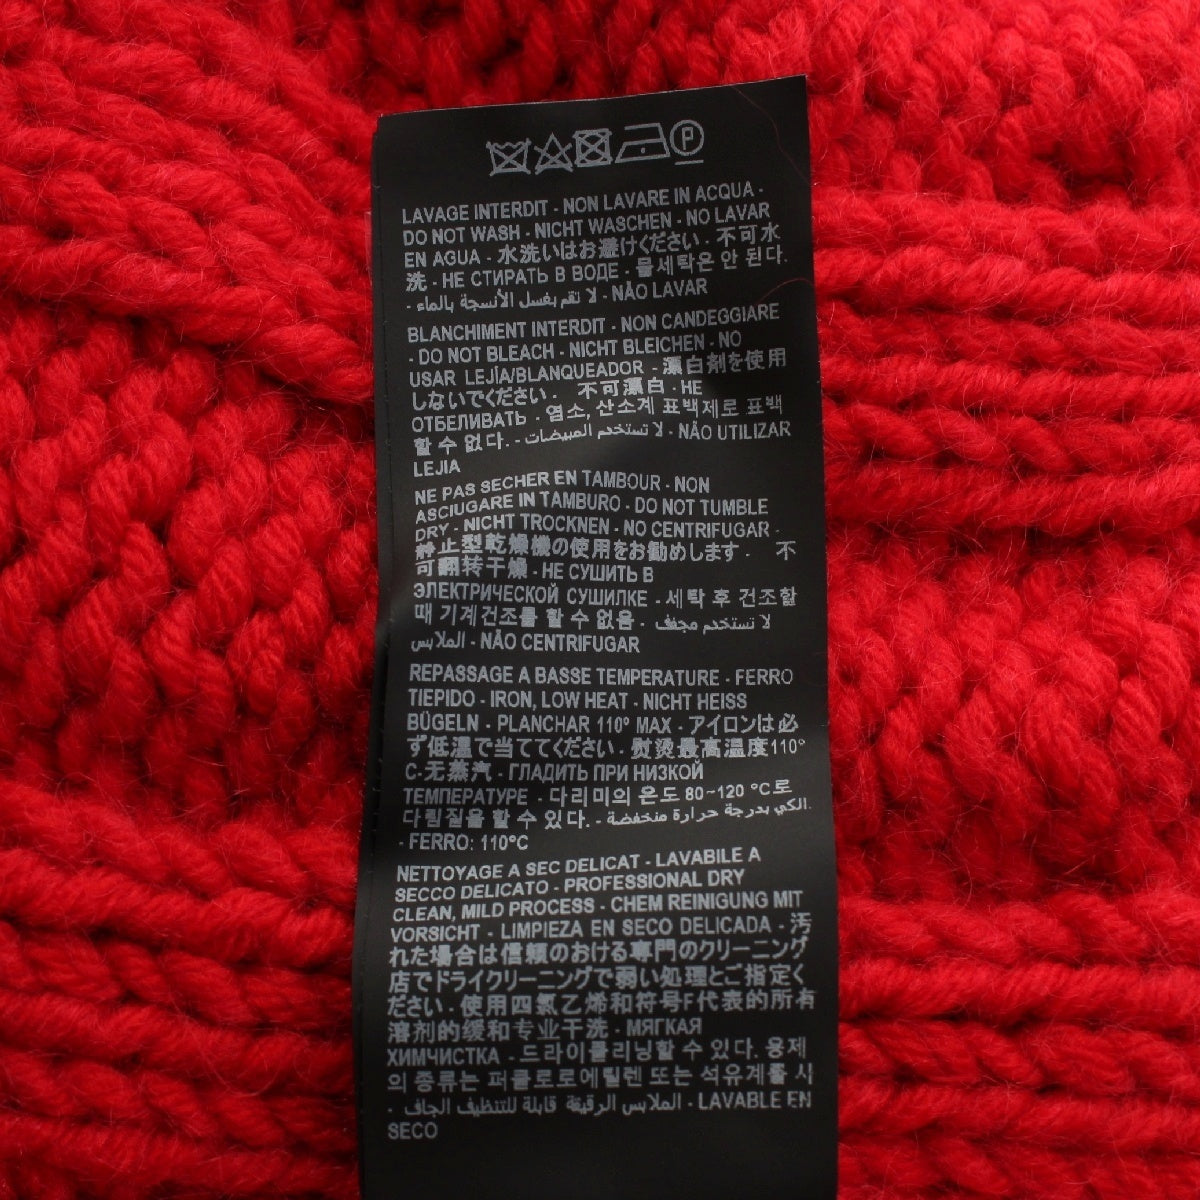 P
LAVAGE INTERDIT - NON LAVARE IN ACQUA -
DO NOT WASH - NICHT WASCHEN - NO LAVAR
EN AGUA - 水洗いはお避けください - 不可水
洗 - НЕ СТИРАТЬ В ВОДЕ - 물세탁은 안 된다.
- لا تقم بغسل الأنسجة بالماء - NÃO LAVAR
BLANCHIMENT INTERDIT - NON CANDEGGIARE
- DO NOT BLEACH - NICHT BLEICHEN - NO
USAR LEJÍA/BLANQUEADOR - 漂白剤を使用
しないでください. 不可漂白 - НЕ
ОТБЕЛИВАТЬ - 염소, 산소계 표백제로 표백
할 수 없다. - لا تستخدم المبيضات - NÃO UTILIZAR
LEJIA
NE PAS SECHER EN TAMBOUR - NON
ASCIUGARE IN TAMBURO - DO NOT TUMBLE
DRY - NICHT TROCKNEN - NO CENTRIFUGAR -
静止型乾燥機の使用をお勧めします - 不
可翻转干燥 - НЕ СУШИТЬ В
ЭЛЕКТРИЧЕСКОЙ СУШИЛКЕ - 세탁 후 건조할
때 기계건조를 할 수 없음 - لا تستخدم مجفف
الملابس - NÃO CENTRIFUGAR
REPASSAGE A BASSE TEMPERATURE - FERRO
TIEPIDO - IRON, LOW HEAT - NICHT HEISS
BÜGELN - PLANCHAR 110° MAX - アイロンは必
ず低温で当ててください - 熨烫最高温度110°
C-无蒸汽 - ГЛАДИТЬ ПРИ НИЗКОЙ
ТЕМПЕРАТУРЕ - 다리미의 온도 80~120 °C로
다림질을 할 수 있다. - الكي بدرجة حرارة منخفضة.
- FERRO: 110°C
NETTOYAGE A SEC DELICAT - LAVABILE A
SECCO DELICATO - PROFESSIONAL DRY
CLEAN, MILD PROCESS - CHEM REINIGUNG MIT
VORSICHT - LIMPIEZA EN SECO DELICADA - 汚
れた場合は信頼のおける専門のクリーニング
店でドライクリーニングで弱い処理とご指定く
ださい - 使用四氯乙烯和符号F代表的所有
溶剂的缓和专业干洗 - МЯГКАЯ
ХИМЧИСТКА - 드라이클리닝할 수 있다. 용제
의 종류는 퍼클로로에틸렌 또는 석유계를 시
- الملابس الرقيقة قابلة للتنظيف الجاف - LAVABLE EN
SECO